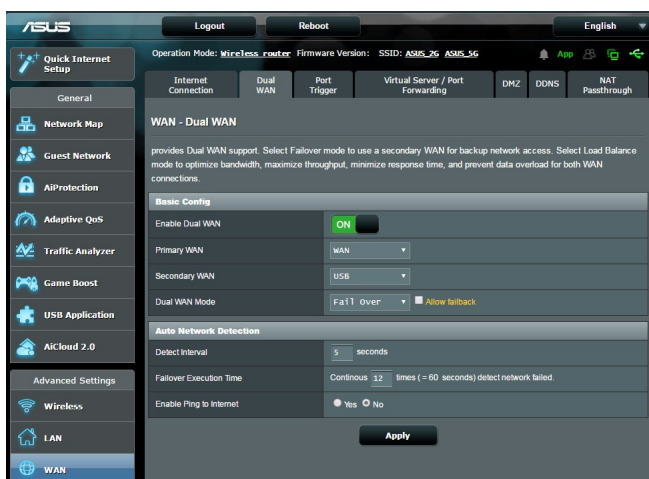 ASUS
Logout
Reboot
English
Quick Internet
Setup
Operation Mode: Wireless router Firmware Version: SSID: ASUS_2G ASUS_5G
App
Internet
Connection
Dual
WAN
Port
Trigger
Virtual Server / Port
Forwarding
DMZ
DDNS
NAT
Passthrough
General
Network Map
Guest Network
AiProtection
Adaptive QoS
Traffic Analyzer
Game Boost
USB Application
AiCloud 2.0
Advanced Settings
Wireless
LAN
WAN
WAN - Dual WAN
provides Dual WAN support. Select Failover mode to use a secondary WAN for backup network access. Select Load Balance
mode to optimize bandwidth, maximize throughput, minimize response time, and prevent data overload for both WAN
connections.
Basic Config
Enable Dual WAN
ON
Primary WAN
WAN
Secondary WAN
USB
Dual WAN Mode
Fail Over
Allow failback
Auto Network Detection
Detect Interval
5 seconds
Failover Execution Time
Continous 12 times ( = 60 seconds) detect network failed.
Enable Ping to Internet
Yes No
Apply